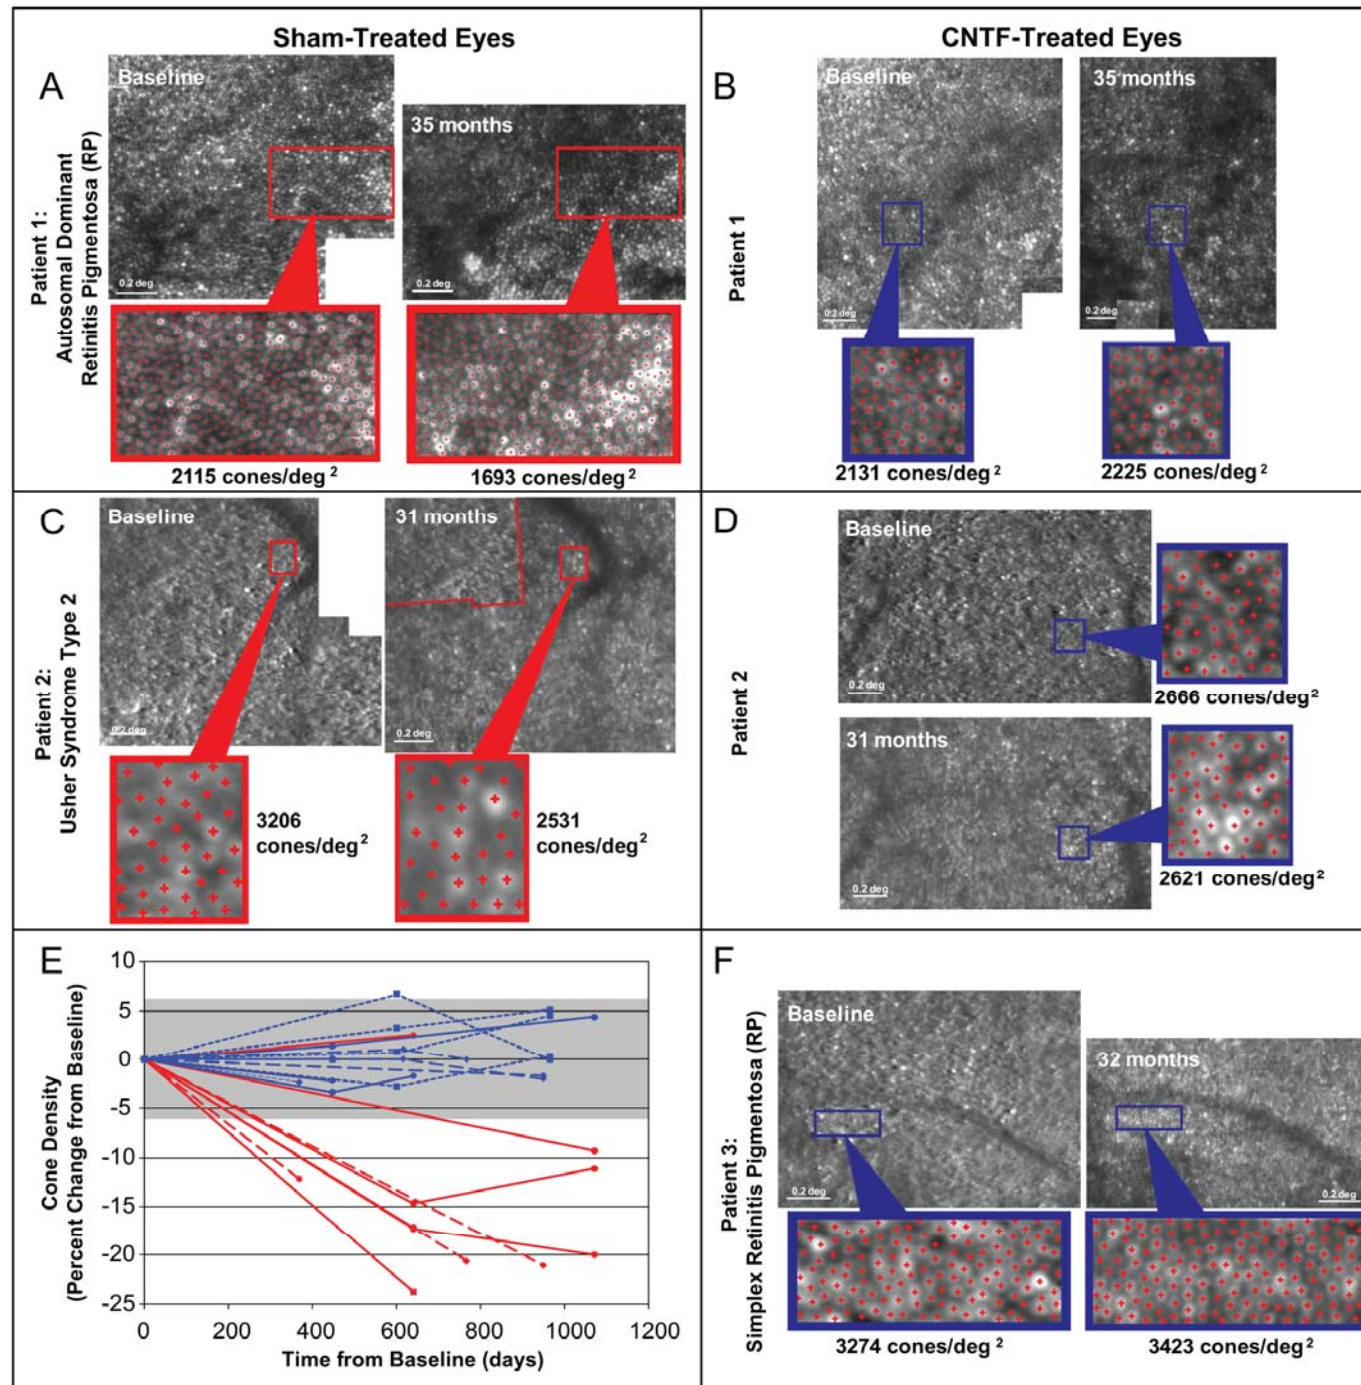 Sham-Treated Eyes
CNTF-Treated Eyes
A
Patient 1:
Autosomal Dominant
Retinitis Pigmentosa (RP)
Baseline
0.2 deg
35 months
0.2 deg
2115 cones/deg²
1693 cones/deg²
B
Patient 1
Baseline
0.2 deg
35 months
0.2 deg
2131 cones/deg²
2225 cones/deg²
C
Patient 2:
Usher Syndrome Type 2
Baseline
0.2 deg
31 months
0.2 deg
3206
cones/deg²
2531
cones/deg²
D
Patient 2
Baseline
0.2 deg
2666 cones/deg²
31 months
0.2 deg
2621 cones/deg²
E
Cone Density
(Percent Change from Baseline)
10
5
0
-5
-10
-15
-20
-25
0 200 400 600 800 1000 1200
Time from Baseline (days)
F
Patient 3:
Simplex Retinitis Pigmentosa (RP)
Baseline
0.2 deg
32 months
0.2 deg
3274 cones/deg²
3423 cones/deg²